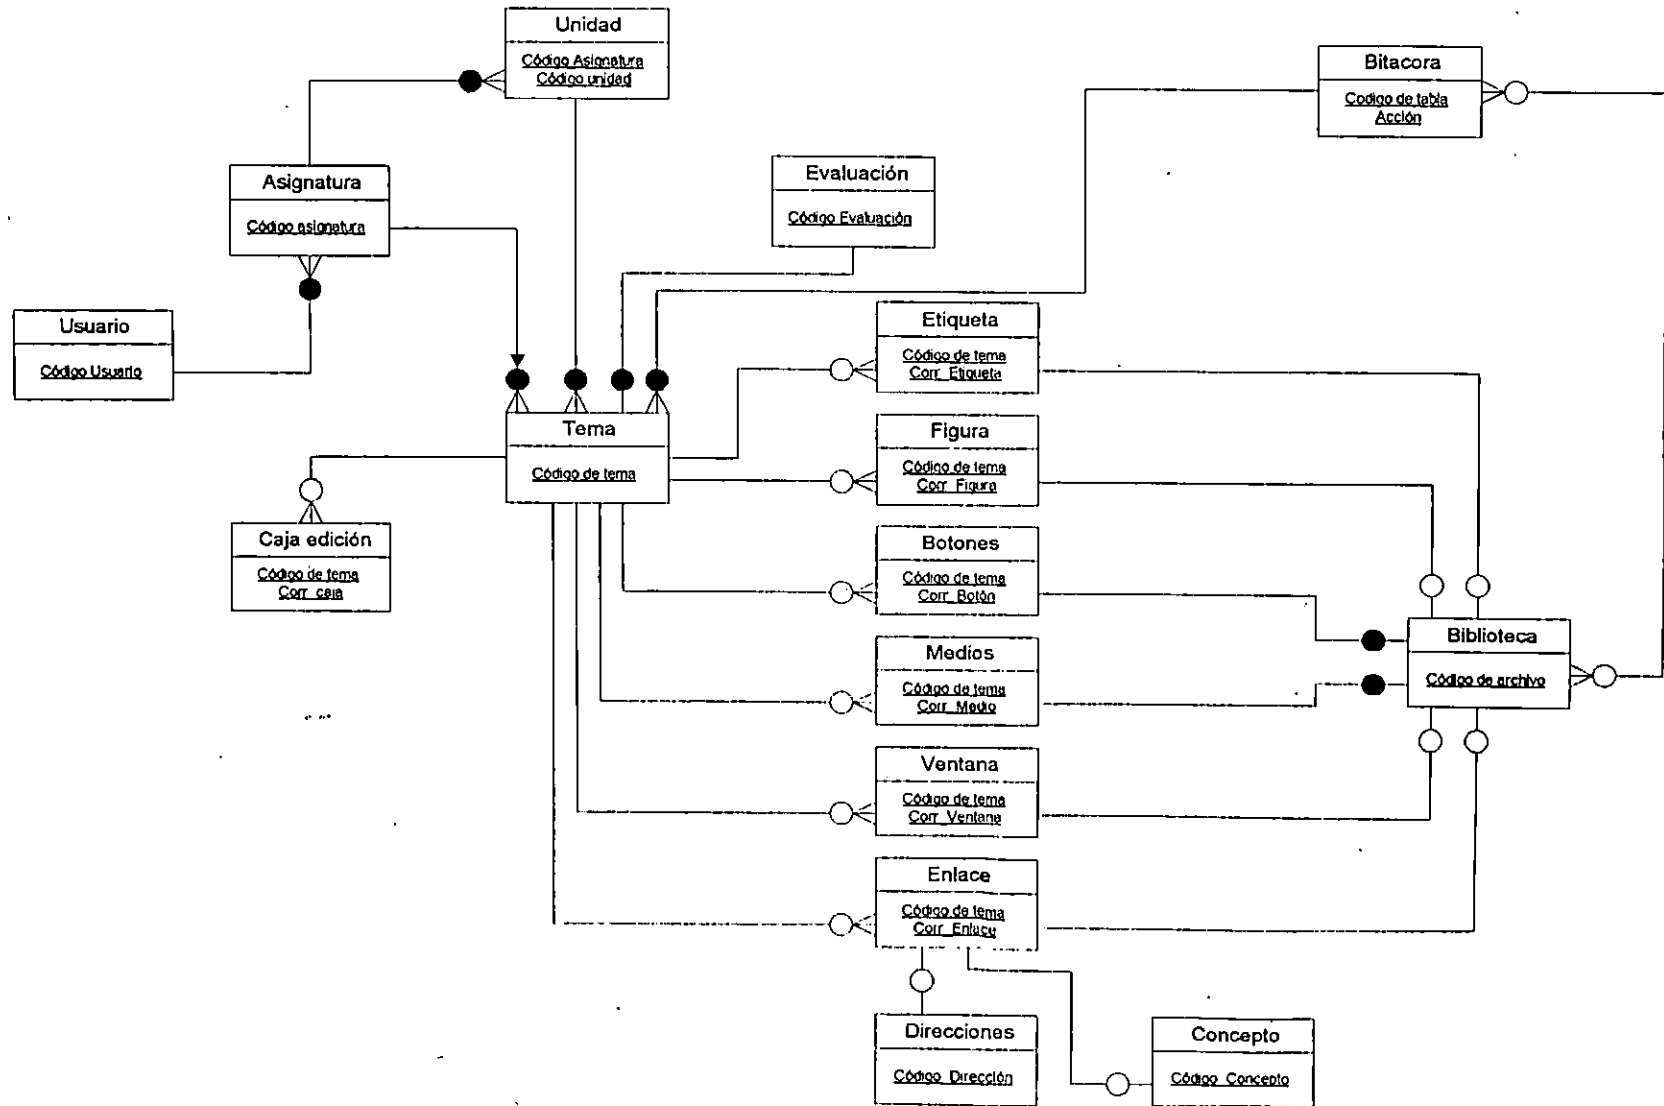 Unidad
Código Asignatura
Código unidad
Bitacora
Codigo de tabla
Acción
Asignatura
Código asignatura
Evaluación
Código Evaluación
Usuario
Código Usuario
Etiqueta
Código de tema
Corr_Etiqueta
Tema
Código de tema
Figura
Código de tema
Corr_Figura
Caja edición
Código de tema
Corr_caja
Botones
Código de tema
Corr_Botón
Medios
Código de tema
Corr_Medio
Biblioteca
Código de archivo
Ventana
Código de tema
Corr_Ventana
Enlace
Código de tema
Corr_Enlace
Direcciones
Código_Dirección
Concepto
Código_Concepto